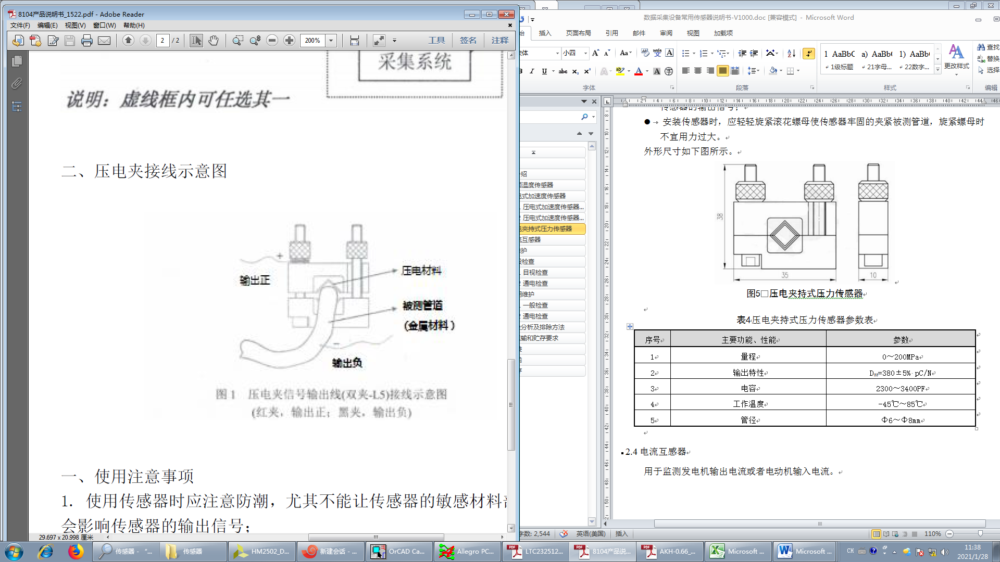 8104产品说明书_1522.pdf - Adobe Reader
文件(F) 编辑(E) 视图(V) 窗口(W) 帮助(H)
2 / 2
200%
工具 签名 注释
采集系统
说明：虚线框内可任选其一
二、压电夹接线示意图
+
输出正
压电材料
被测管道
(金属材料)
输出负
图 1 压电夹信号输出线(双夹-L5)接线示意图
(红夹，输出正；黑夹，输出负)
一、使用注意事项
1. 使用传感器时应注意防潮，尤其不能让传感器的敏感材料
会影响传感器的输出信号；
29.697 x 20.998 厘米
数据采集设备常用传感器说明书-V1000.doc [兼容模式] - Microsoft Word
插入 页面布局 引用 邮件 审阅 视图 加载项
小四
字体
段落
1 AaBbC a) AaBb( 1) AaBb(
1级标题 21字母... 22数字...
更改样式
样式
查找
替换
选择
编辑
介绍
温度传感器
电式加速度传感器
压电式加速度传感器...
压电式加速度传感器...
夹持式压力传感器
流互感器
护
检查
目视检查
通电检查
维护
一般检查
通电检查
分析及排除方法
输和贮存要求
传感器的输出信号；
● 安装传感器时，应轻轻旋紧滚花螺母使传感器牢固的夹紧被测管道，旋紧螺母时
不宜用力过大。
外形尺寸如下图所示。
38
35
10
图5□压电夹持式压力传感器
表4压电夹持式压力传感器参数表
序号 主要功能、性能 参数
1 量程 0～200MPa
2 输出特性 D₃₃=380±5% pC/N
3 电容 2300～3400PF
4 工作温度 -45℃～85℃
5 管径 Φ6～Φ8mm
2.4 电流互感器
用于监测发电机输出电流或者电动机输入电流。
字数: 2,544 英语(美国) 插入
110%
传感器 - “...
传感器
HM2502_D...
新建会话 - ...
OrCAD Ca...
Allegro PC...
LTC232512...
8104产品说...
AKH-0.66_...
Microsoft ...
Microsoft ...
CH
11:38
2021/1/28